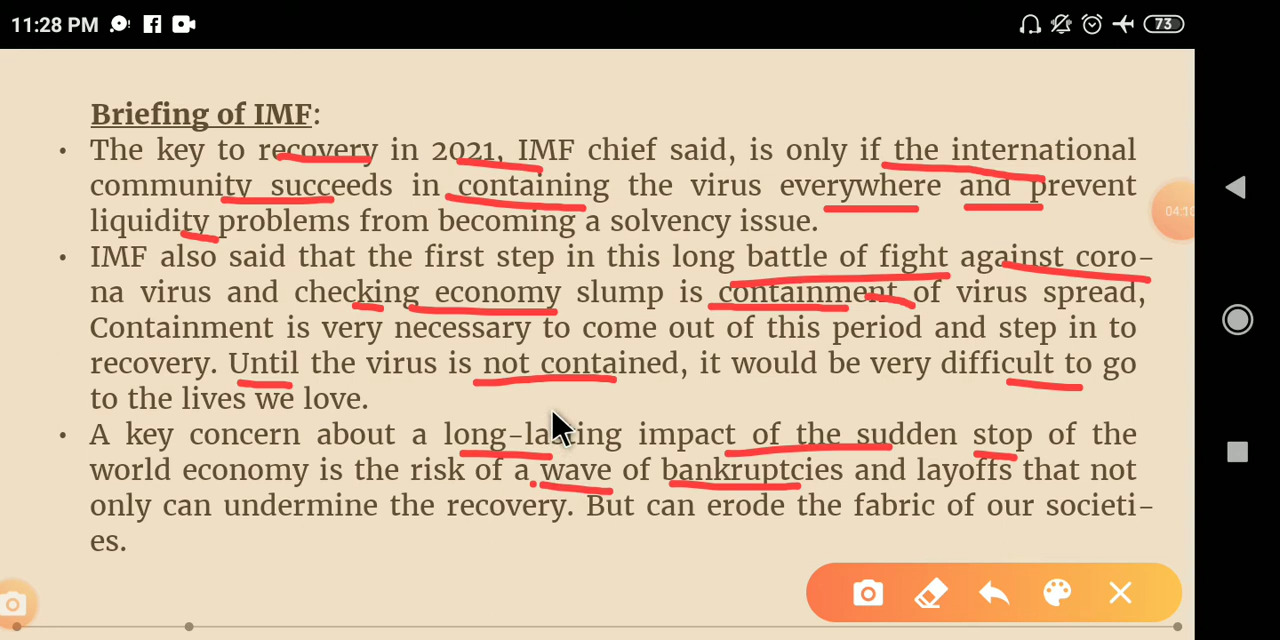 11:28 PM
73
Briefing of IMF:
• The key to recovery in 2021, IMF chief said, is only if the international
community succeeds in containing the virus everywhere and prevent
liquidity problems from becoming a solvency issue.
• IMF also said that the first step in this long battle of fight against coro-
na virus and checking economy slump is containment of virus spread,
Containment is very necessary to come out of this period and step in to
recovery. Until the virus is not contained, it would be very difficult to go
to the lives we love.
• A key concern about a long-lasting impact of the sudden stop of the
world economy is the risk of a wave of bankruptcies and layoffs that not
only can undermine the recovery. But can erode the fabric of our societi-
es.